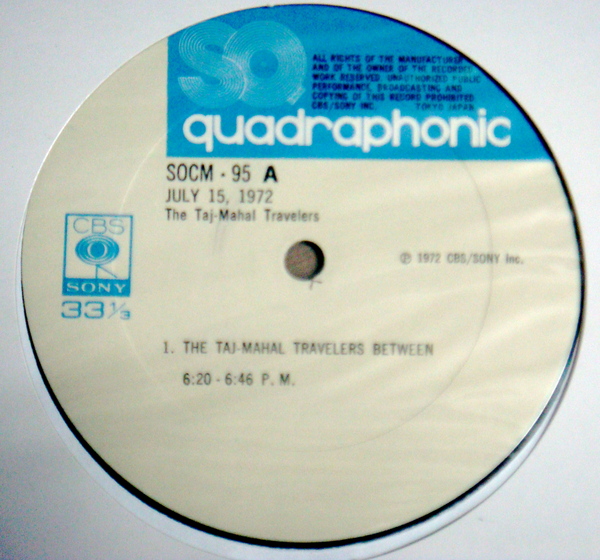 SQ
ALL RIGHTS OF THE MANUFACTURER
AND OF THE OWNER OF THE RECORDED
WORK RESERVED. UNAUTHORIZED PUBLIC
PERFORMANCE, BROADCASTING AND
COPYING OF THIS RECORD PROHIBITED
CBS/SONY INC. TOKYO JAPAN
quadraphonic
SOCM - 95 A
JULY 15, 1972
The Taj-Mahal Travelers
CBS
SONY
33 1/3
Ⓟ 1972 CBS/SONY Inc.
1. THE TAJ-MAHAL TRAVELERS BETWEEN
6:20 - 6:46 P. M.